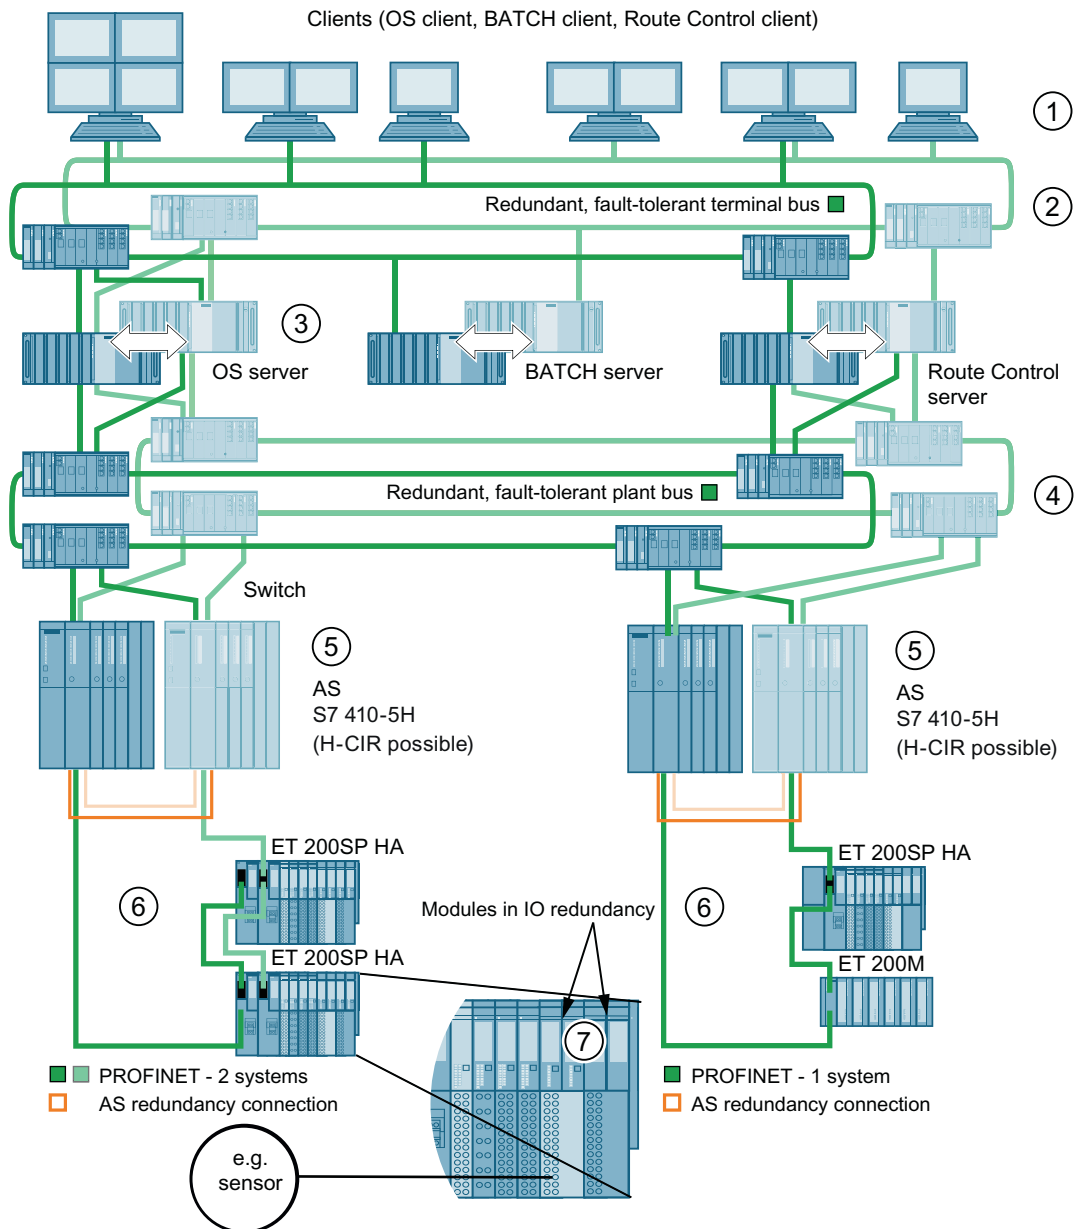 Clients (OS client, BATCH client, Route Control client)
1
Redundant, fault-tolerant terminal bus
2
3
OS server
BATCH server
Route Control
server
Redundant, fault-tolerant plant bus
4
Switch
5
AS
S7 410-5H
(H-CIR possible)
5
AS
S7 410-5H
(H-CIR possible)
ET 200SP HA
ET 200SP HA
6
Modules in IO redundancy
6
ET 200SP HA
ET 200M
7
PROFINET - 2 systems
AS redundancy connection
PROFINET - 1 system
AS redundancy connection
e.g.
sensor